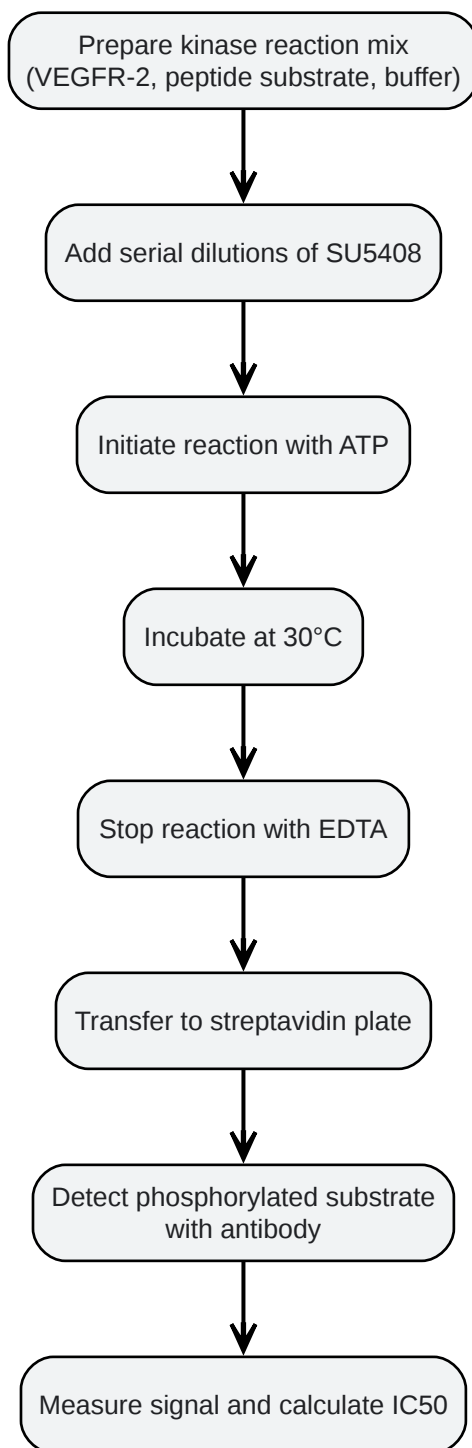 Prepare kinase reaction mix
(VEGFR-2, peptide substrate, buffer)
Add serial dilutions of SU5408
Initiate reaction with ATP
Incubate at 30°C
Stop reaction with EDTA
Transfer to streptavidin plate
Detect phosphorylated substrate
with antibody
Measure signal and calculate IC50